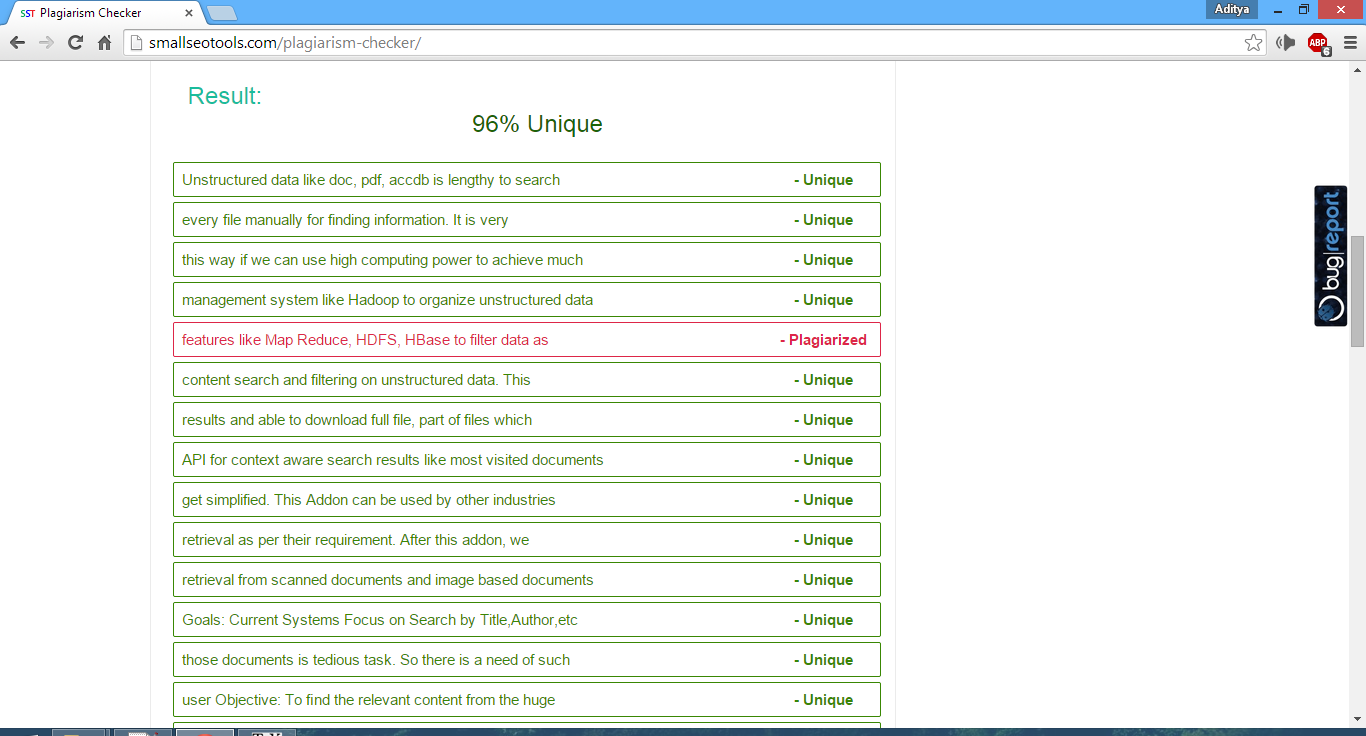 SST Plagiarism Checker
Aditya
smallseotools.com/plagiarism-checker/
ABP
6
Result:
96% Unique
Unstructured data like doc, pdf, accdb is lengthy to search - Unique
every file manually for finding information. It is very - Unique
this way if we can use high computing power to achieve much - Unique
management system like Hadoop to organize unstructured data - Unique
features like Map Reduce, HDFS, HBase to filter data as - Plagiarized
content search and filtering on unstructured data. This - Unique
results and able to download full file, part of files which - Unique
API for context aware search results like most visited documents - Unique
get simplified. This Addon can be used by other industries - Unique
retrieval as per their requirement. After this addon, we - Unique
retrieval from scanned documents and image based documents - Unique
Goals: Current Systems Focus on Search by Title,Author,etc - Unique
those documents is tedious task. So there is a need of such - Unique
user Objective: To find the relevant content from the huge - Unique
bug|report.